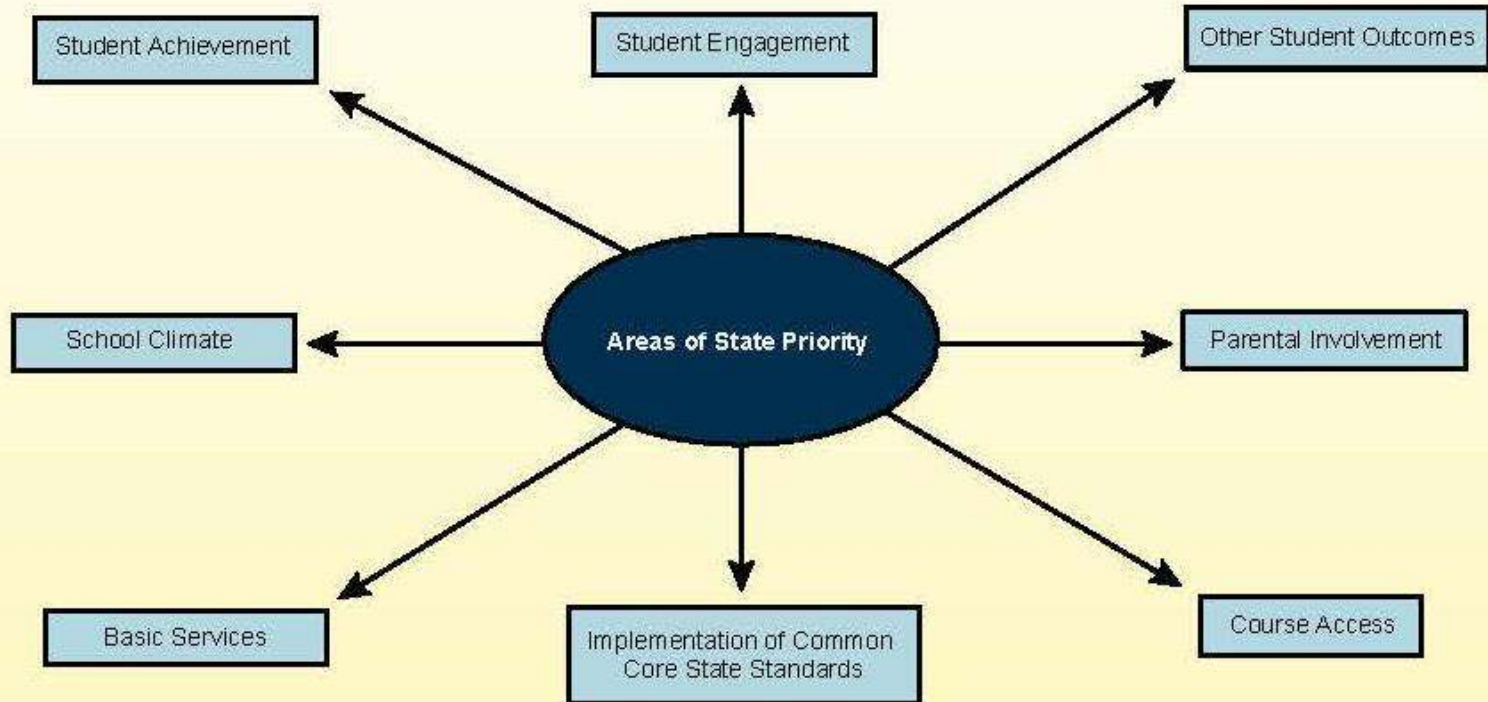 Student Achievement
Student Engagement
Other Student Outcomes
School Climate
Areas of State Priority
Parental Involvement
Basic Services
Implementation of Common
Core State Standards
Course Access